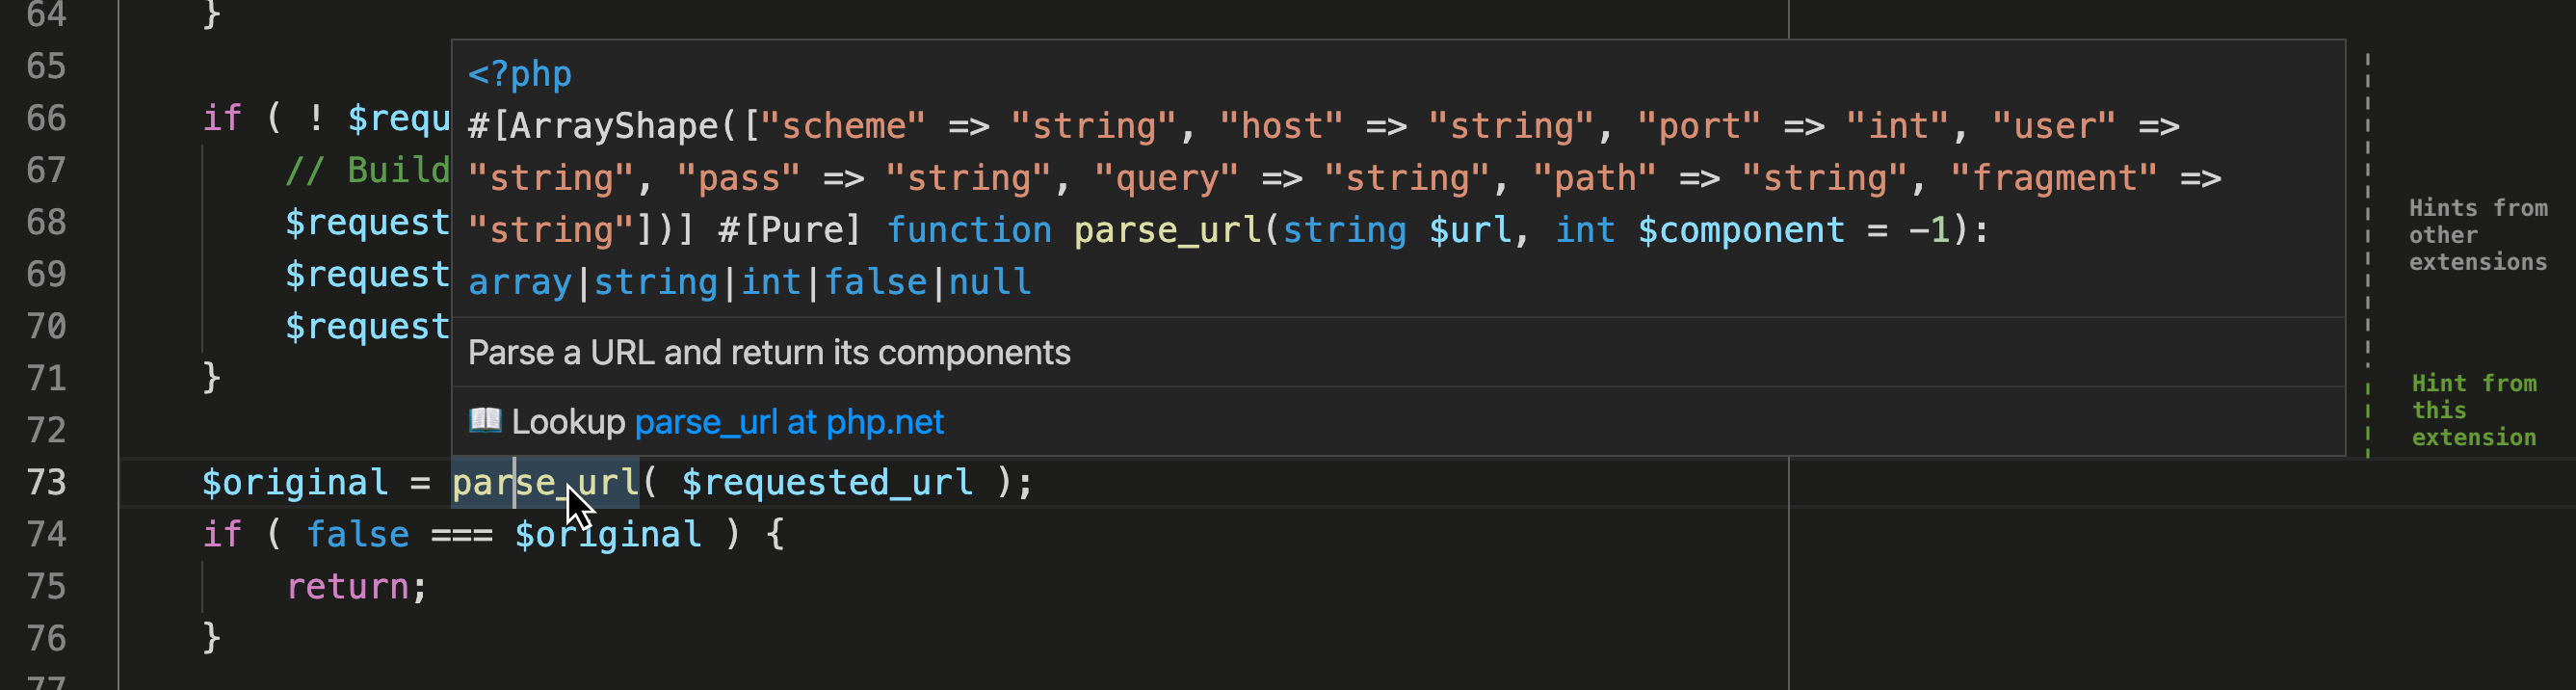 64 }
65
<?php
66 if ( ! $requ
#[ArrayShape(["scheme" => "string", "host" => "string", "port" => "int", "user" =>
67 // Build
"string", "pass" => "string", "query" => "string", "path" => "string", "fragment" =>
68 $request
"string"])] #[Pure] function parse_url(string $url, int $component = -1):
69 $request
array|string|int|false|null
70 $request
Parse a URL and return its components
71 }
72
📖 Lookup parse_url at php.net
Hints from
other
extensions
Hint from
this
extension
73 $original = parse_url( $requested_url );
74 if ( false === $original ) {
75 return;
76 }
77